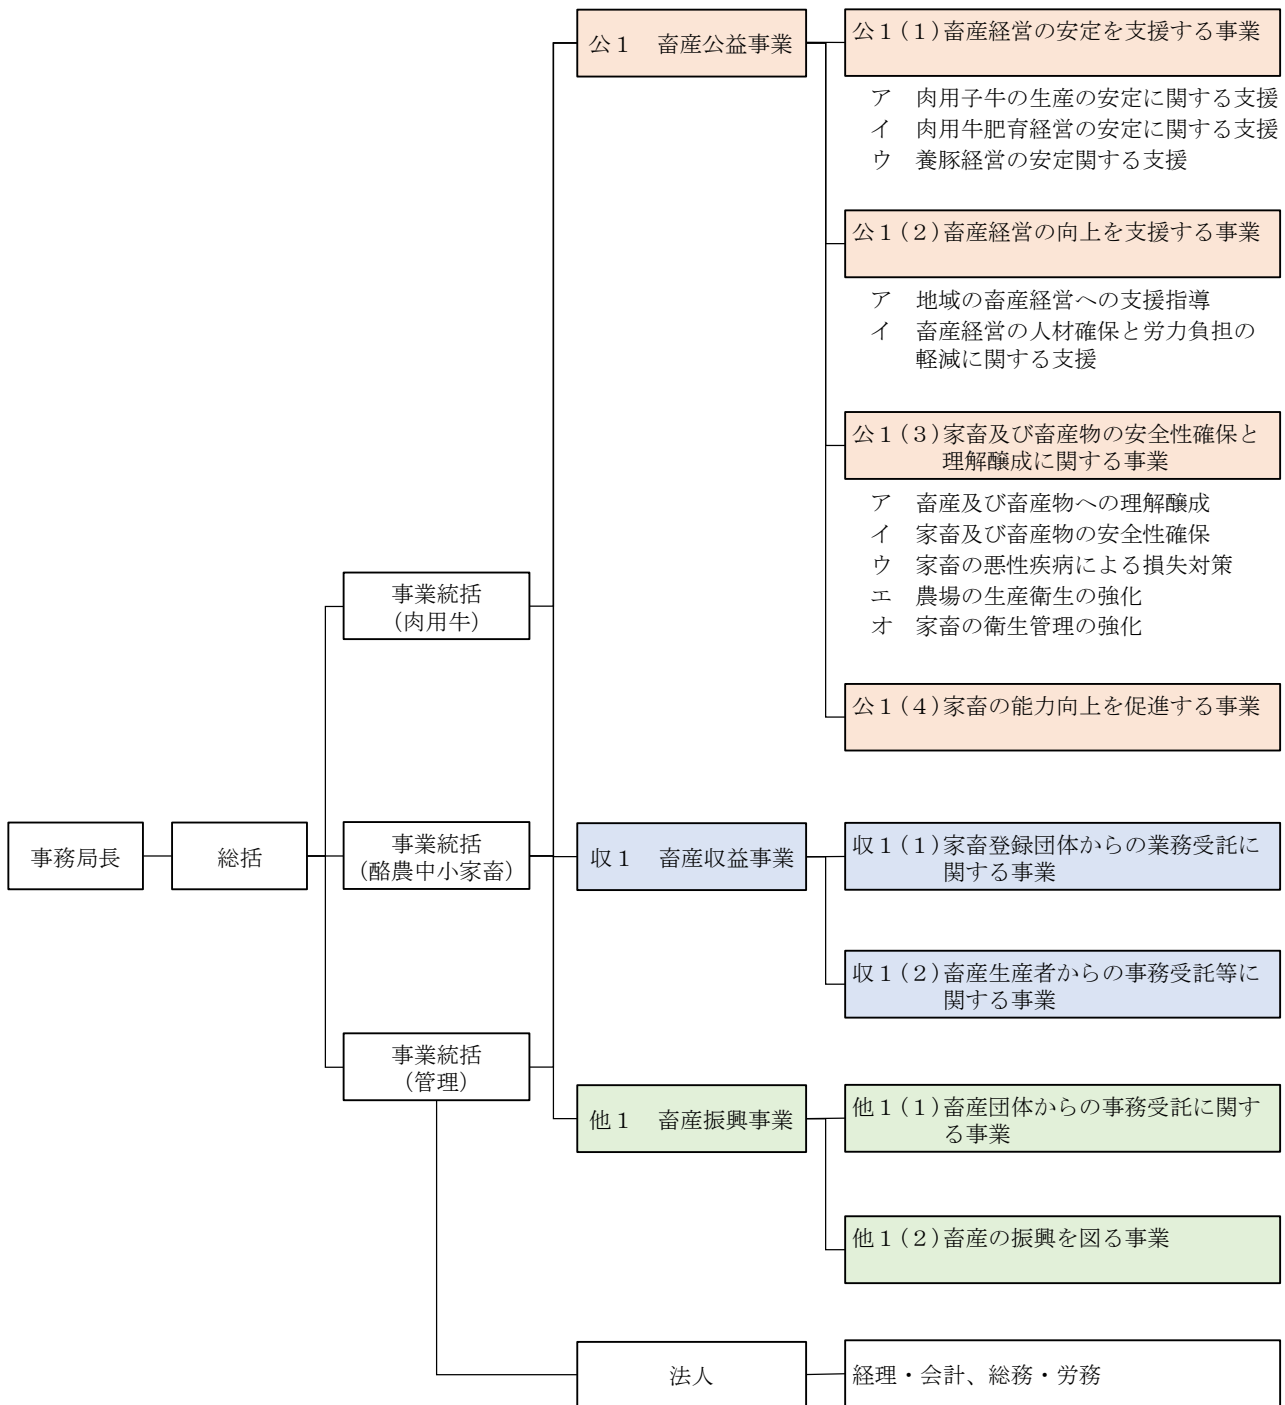 公１　畜産公益事業
公１（１）畜産経営の安定を支援する事業
ア　肉用子牛の生産の安定に関する支援
イ　肉用牛肥育経営の安定に関する支援
ウ　養豚経営の安定関する支援
公１（２）畜産経営の向上を支援する事業
ア　地域の畜産経営への支援指導
イ　畜産経営の人材確保と労力負担の
軽減に関する支援
公１（３）家畜及び畜産物の安全性確保と
理解醸成に関する事業
ア　畜産及び畜産物への理解醸成
イ　家畜及び畜産物の安全性確保
ウ　家畜の悪性疾病による損失対策
エ　農場の生産衛生の強化
オ　家畜の衛生管理の強化
公１（４）家畜の能力向上を促進する事業
事務局長
総括
事業統括
（肉用牛）
事業統括
（酪農中小家畜）
事業統括
（管理）
収１　畜産収益事業
収１（１）家畜登録団体からの業務受託に
関する事業
収１（２）畜産生産者からの事務受託等に
関する事業
他１　畜産振興事業
他１（１）畜産団体からの事務受託に関す
る事業
他１（２）畜産の振興を図る事業
法人
経理・会計、総務・労務